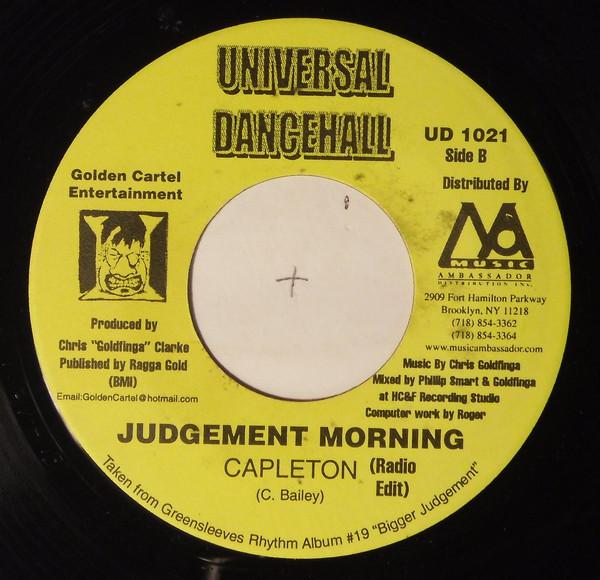 UNIVERSAL
DANCEHALL
UD 1021
Side B
Golden Cartel
Entertainment
Distributed By
MA
MUSIC
AMBASSADOR
DISTRIBUTION INC.
2909 Fort Hamilton Parkway
Brooklyn, NY 11218
(718) 854-3362
(718) 854-3364
www.musicambassador.com
Produced by
Chris "Goldfinga" Clarke
Published by Ragga Gold
(BMI)
Email:GoldenCartel@hotmail.com
Music By Chris Goldfinga
Mixed by Phillip Smart & Goldfinga
at HC&F Recording Studio
Computer work by Roger
JUDGEMENT MORNING
CAPLETON (Radio
Edit)
(C. Bailey)
Taken from Greensleeves Rhythm Album #19 "Bigger Judgement"